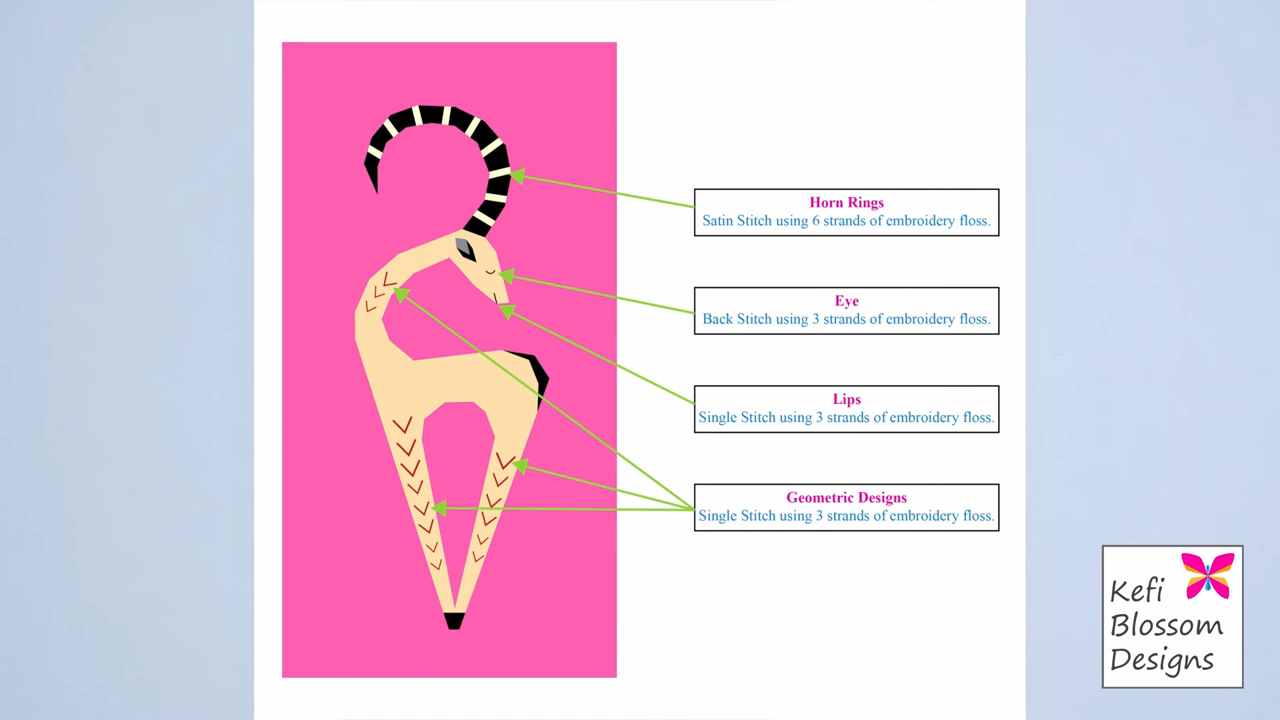 Horn Rings
Satin Stitch using 6 strands of embroidery floss.
Eye
Back Stitch using 3 strands of embroidery floss.
Lips
Single Stitch using 3 strands of embroidery floss.
Geometric Designs
Single Stitch using 3 strands of embroidery floss.
Kefi
Blossom
Designs